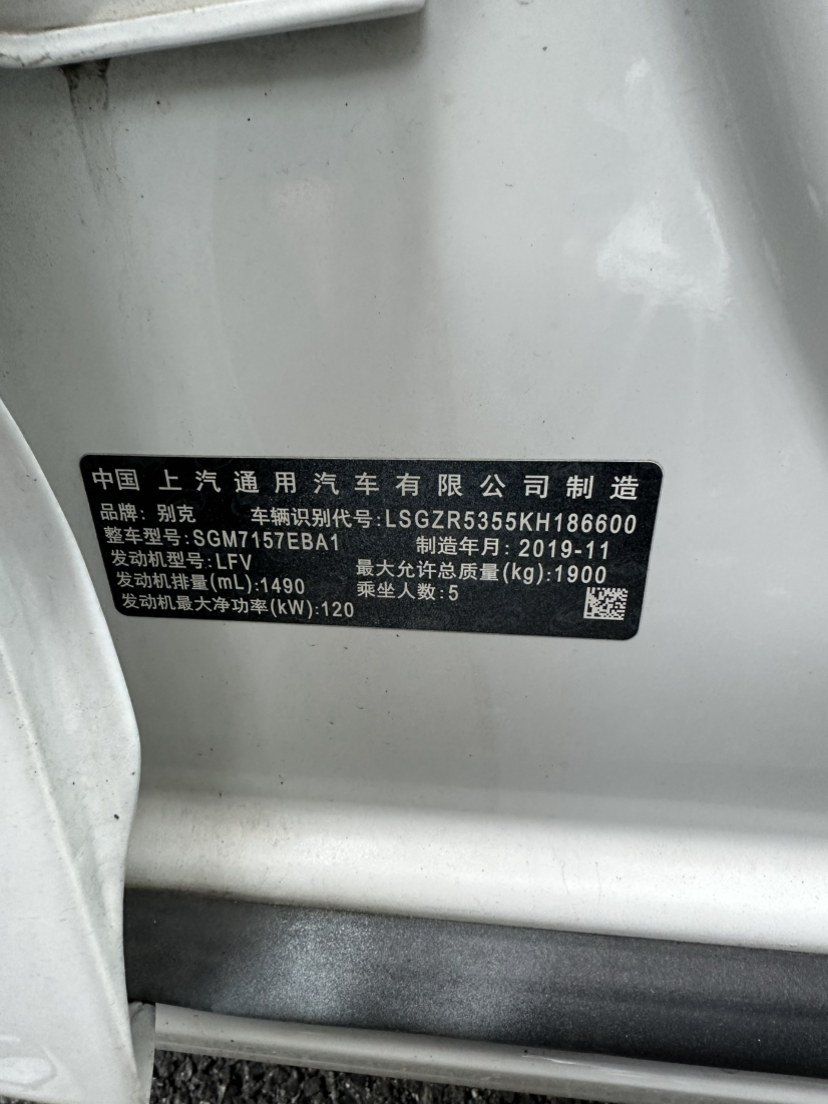 中国 上汽通用汽车有限公司制造
品牌: 别克 车辆识别代号:LSGZR5355KH186600
整车型号:SGM7157EBA1 制造年月: 2019-11
发动机型号:LFV 最大允许总质量(kg):1900
发动机排量(mL):1490 乘坐人数:5
发动机最大净功率(kW):120